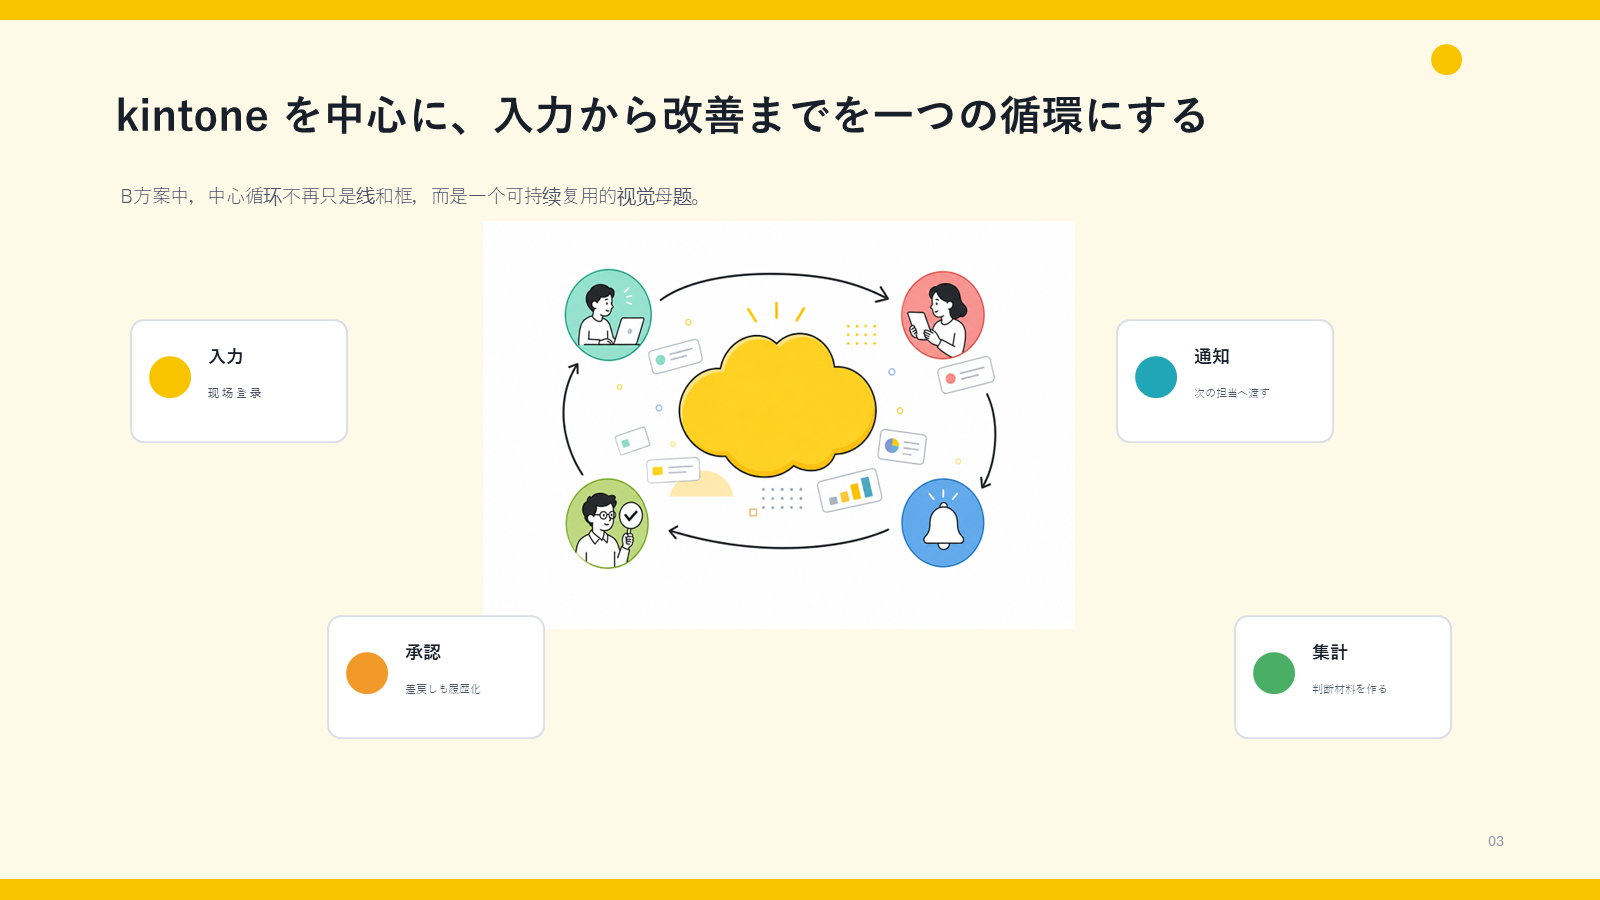 kintone を中心に、入力から改善までを一つの循環にする
B方案中，中心循环不再只是线和框，而是一个可持续复用的视觉母题。
入力
现场登录
通知
次の担当へ渡す
承認
差戻しも履歴化
集計
判断材料を作る
03